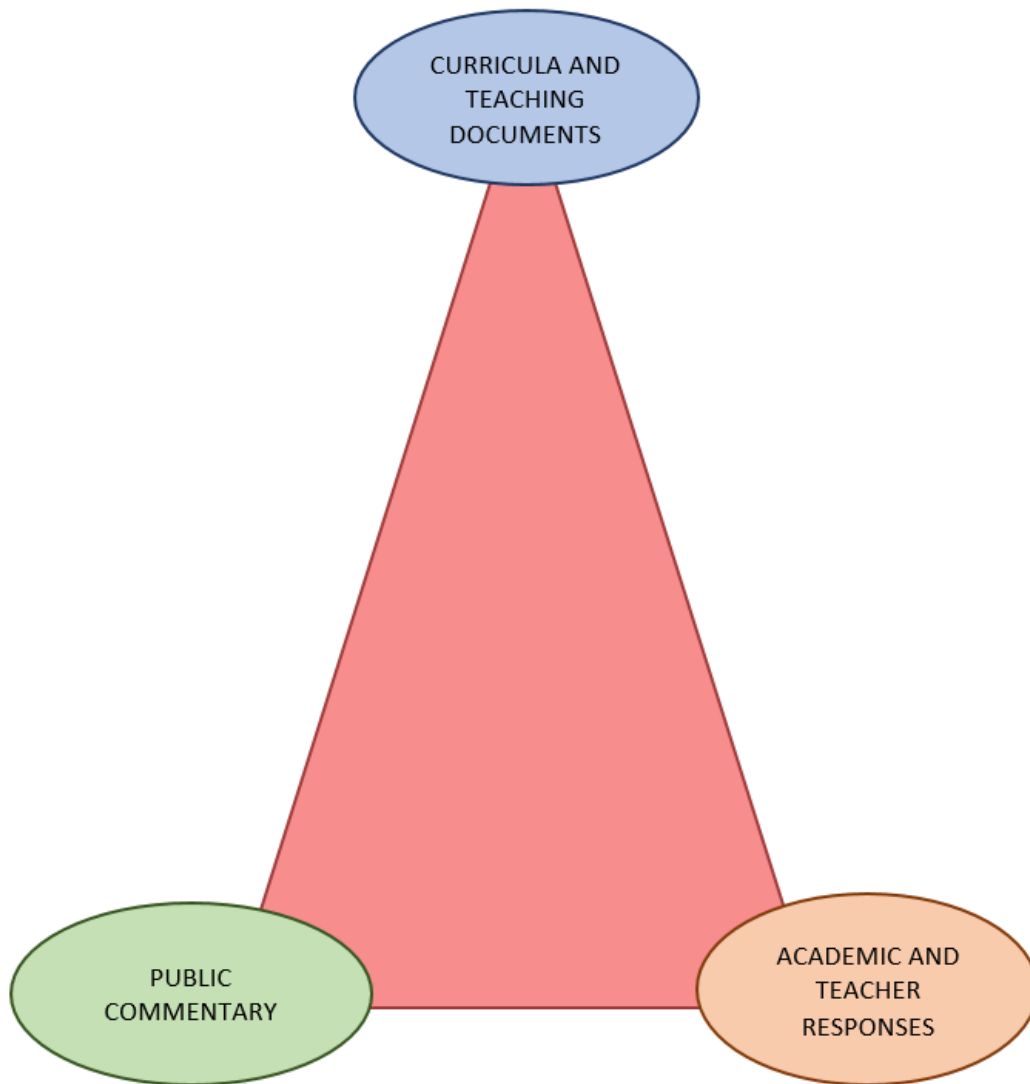 CURRICULA AND
TEACHING
DOCUMENTS
PUBLIC
COMMENTARY
ACADEMIC AND
TEACHER
RESPONSES